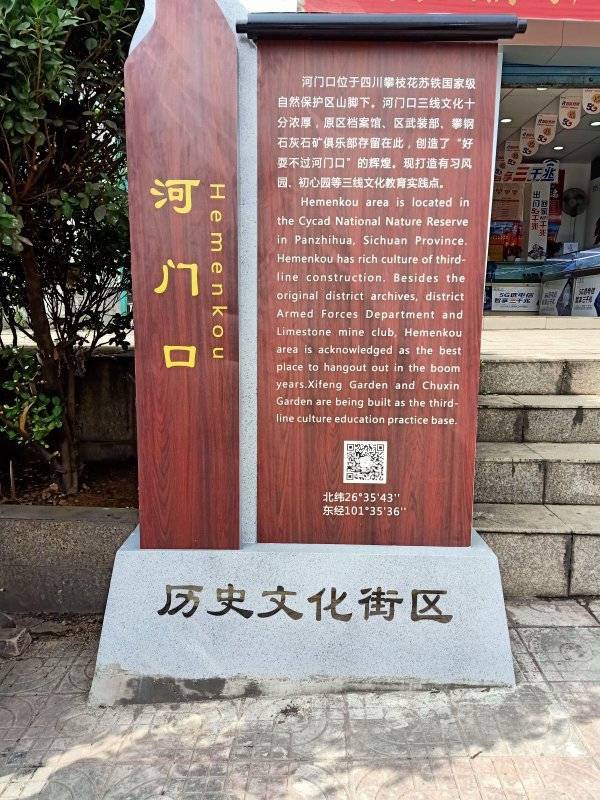 河门口
Hemenkou
河门口位于四川攀枝花苏铁国家级
自然保护区山脚下。河门口三线文化十
分浓厚，原区档案馆、区武装部、攀钢
石灰石矿俱乐部存留在此，创造了“好
耍不过河门口”的辉煌。现打造有习风
园、初心园等三线文化教育实践点。
Hemenkou area is located in
the Cycad National Nature Reserve
in Panzhihua, Sichuan Province.
Hemenkou has rich culture of third-
line construction. Besides the
original district archives, district
Armed Forces Department and
Limestone mine club, Hemenkou
area is acknowledged as the best
place to hangout out in the boom
years.Xifeng Garden and Chuxin
Garden are being built as the third-
line culture education practice base.
北纬26°35'43''
东经101°35'36''
历史文化街区